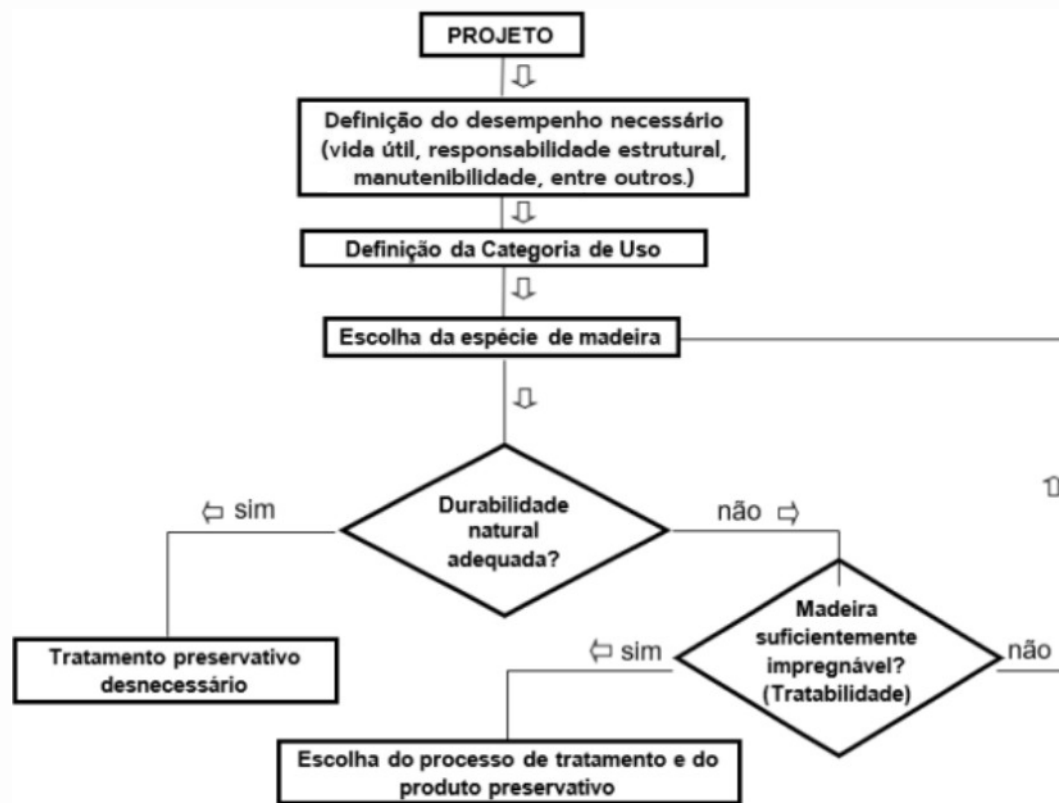 PROJETO
Definição do desempenho necessário
(vida útil, responsabilidade estrutural,
manutenibilidade, entre outros.)
Definição da Categoria de Uso
Escolha da espécie de madeira
Durabilidade
natural
adequada?
sim
não
Tratamento preservativo
desnecessário
Madeira
suficientemente
impregnável?
(Tratabilidade)
sim
não
Escolha do processo de tratamento e do
produto preservativo